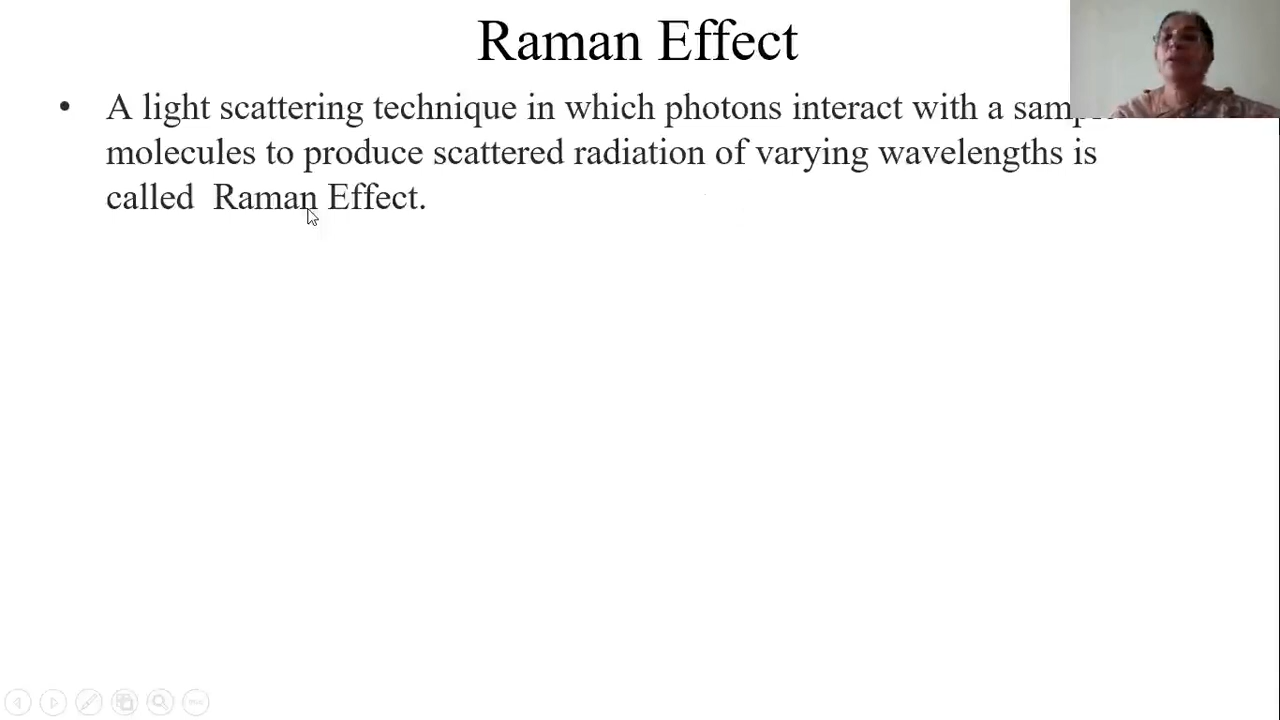 Raman Effect
• A light scattering technique in which photons interact with a
molecules to produce scattered radiation of varying wavelengths is
called Raman Effect.